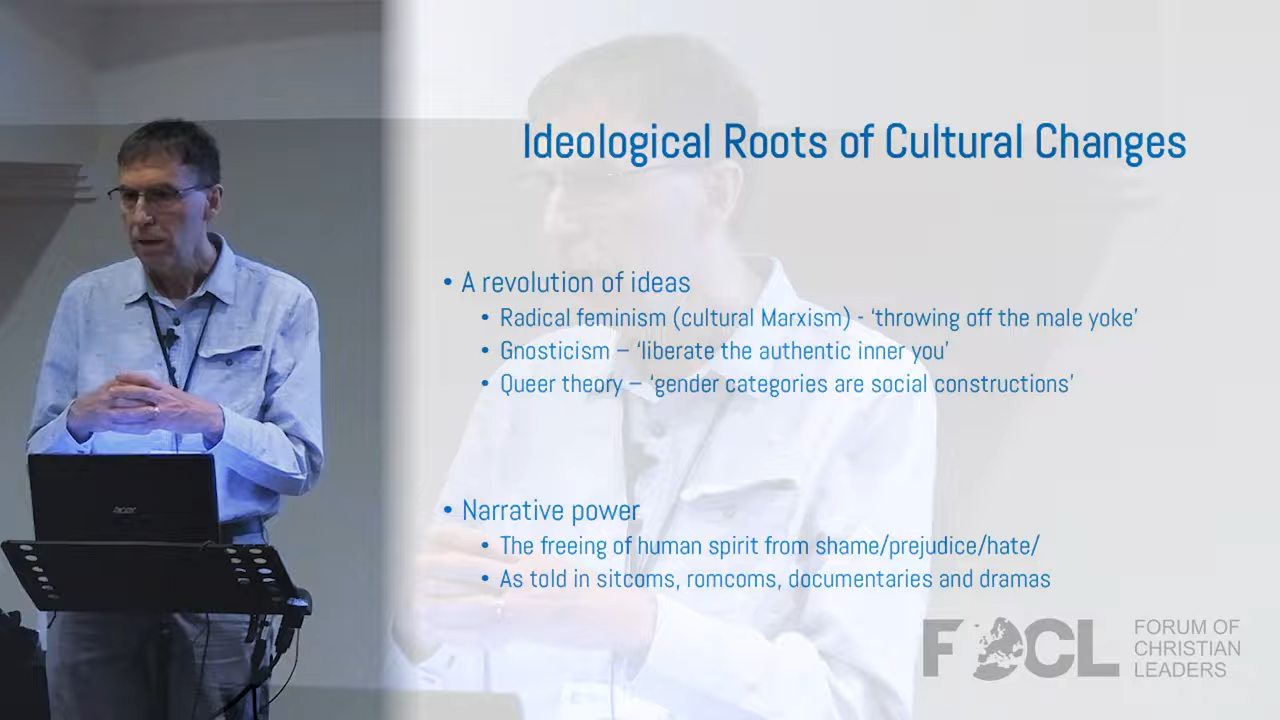 Ideological Roots of Cultural Changes
• A revolution of ideas
• Radical feminism (cultural Marxism) - ‘throwing off the male yoke’
• Gnosticism – ‘liberate the authentic inner you’
• Queer theory – ‘gender categories are social constructions’
• Narrative power
• The freeing of human spirit from shame/prejudice/hate/
• As told in sitcoms, romcoms, documentaries and dramas
acer
FOCL
FORUM OF
CHRISTIAN
LEADERS